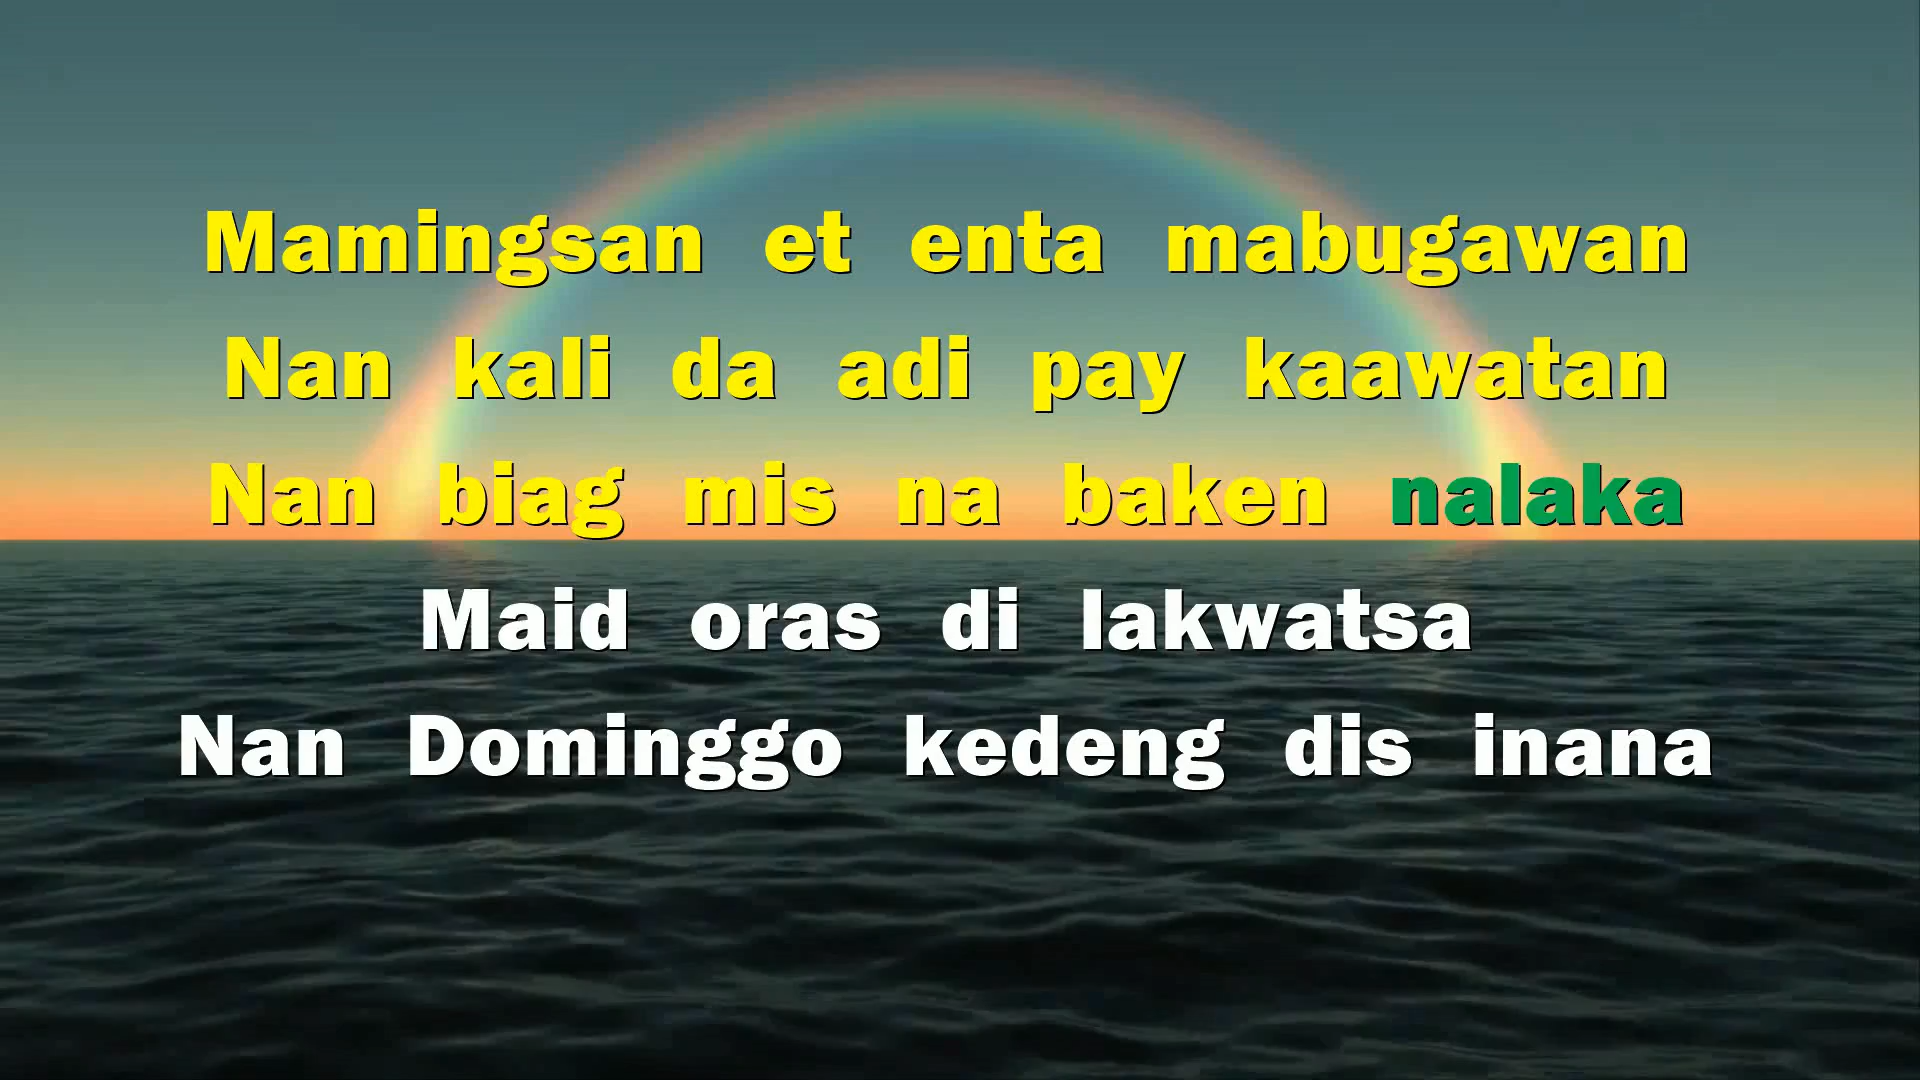 Mamingsan et enta mabugawan
Nan kali da adi pay kaawatan
Nan biag mis na baken nalaka
Maid oras di lakwatsa
Nan Dominggo kedeng dis inana